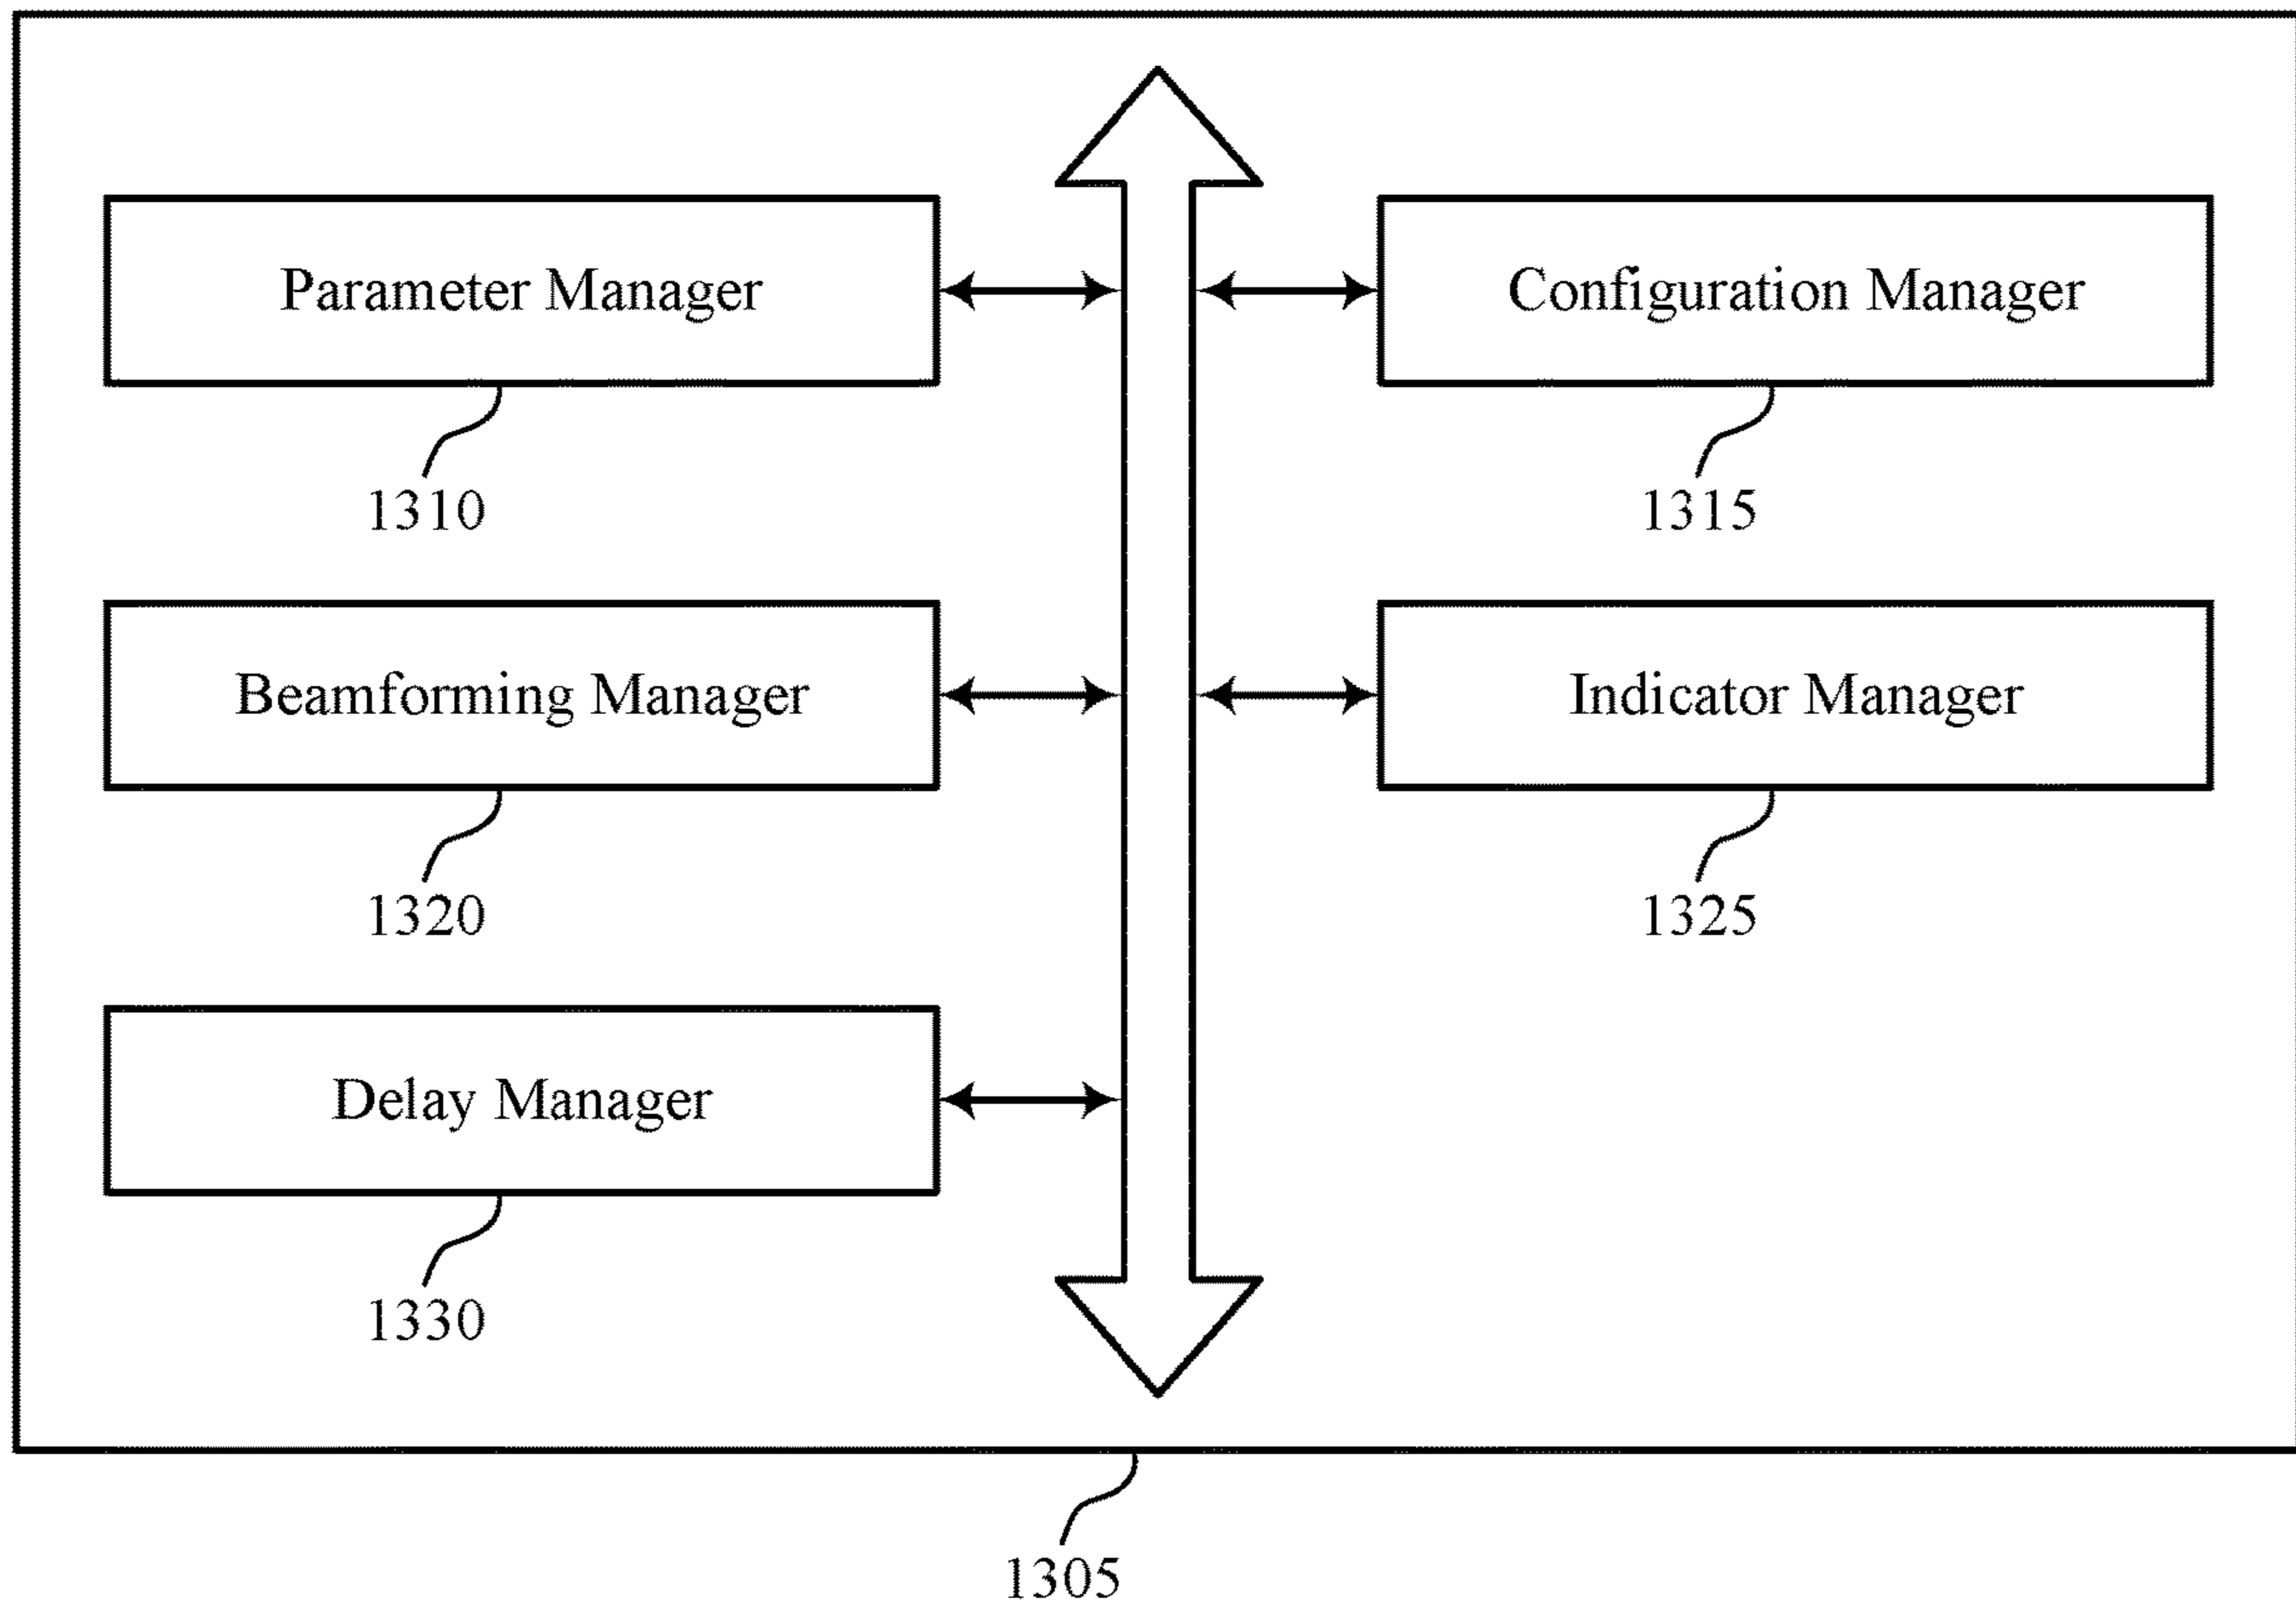 Parameter Manager
Configuration Manager
1310
1315
Beamforming Manager
Indicator Manager
1320
1325
Delay Manager
1330
1305